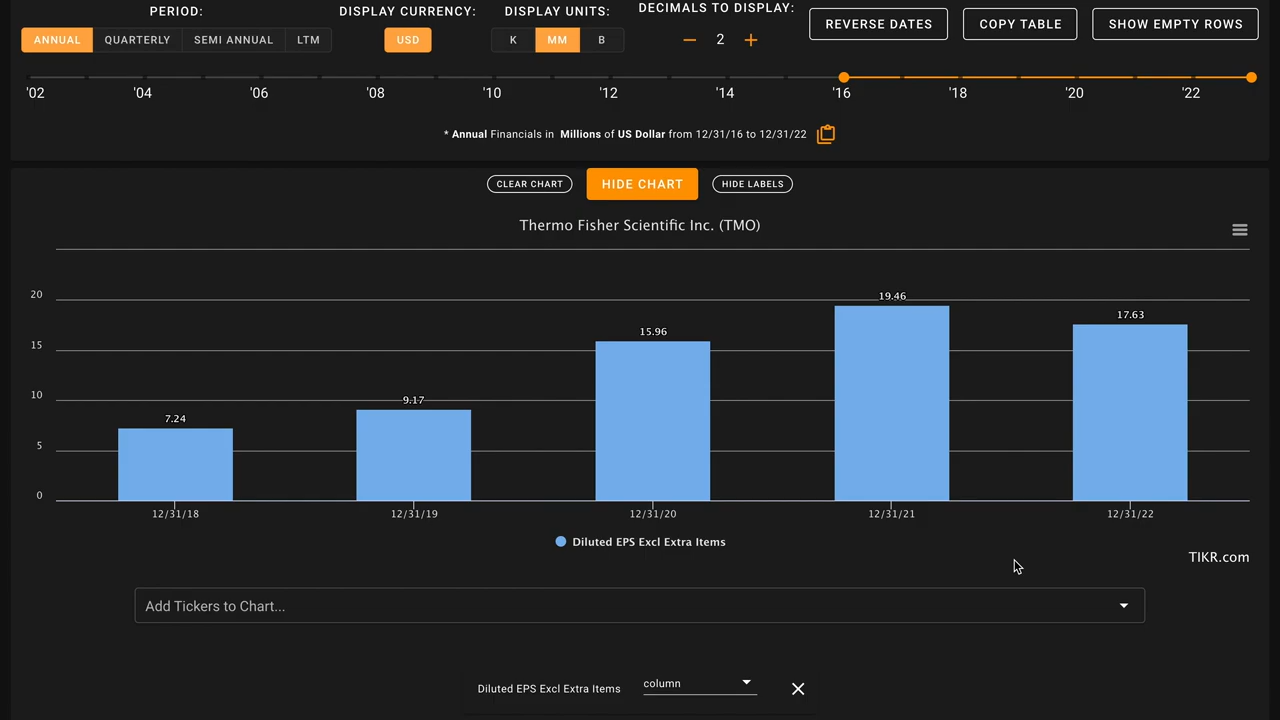 PERIOD:
DISPLAY CURRENCY:
DISPLAY UNITS:
DECIMALS TO DISPLAY:
ANNUAL QUARTERLY SEMI ANNUAL LTM
USD
K MM B
2
REVERSE DATES
COPY TABLE
SHOW EMPTY ROWS
'02 '04 '06 '08 '10 '12 '14 '16 '18 '20 '22
* Annual Financials in Millions of US Dollar from 12/31/16 to 12/31/22
CLEAR CHART
HIDE CHART
HIDE LABELS
Thermo Fisher Scientific Inc. (TMO)
20
15
10
5
0
7.24
9.17
15.96
19.46
17.63
12/31/18 12/31/19 12/31/20 12/31/21 12/31/22
Diluted EPS Excl Extra Items
TIKR.com
Add Tickers to Chart...
Diluted EPS Excl Extra Items
column